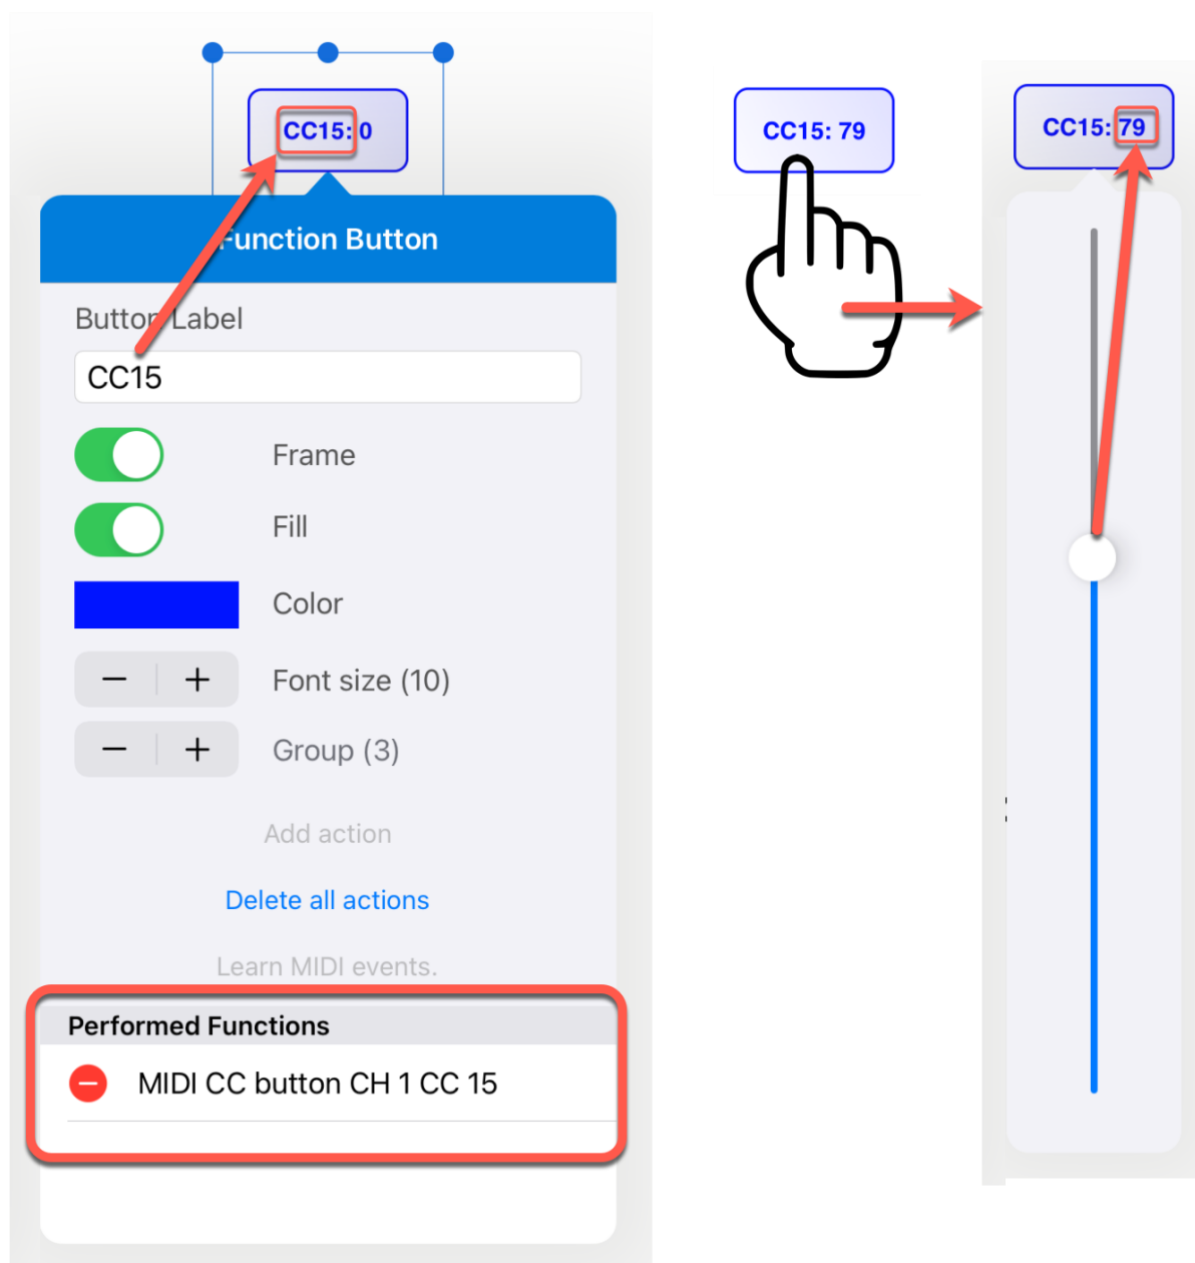 CC15: 0
Function Button
Button Label
CC15
Frame
Fill
Color
Font size (10)
Group (3)
Add action
Delete all actions
Learn MIDI events.
Performed Functions
MIDI CC button CH 1 CC 15
CC15: 79
CC15: 79